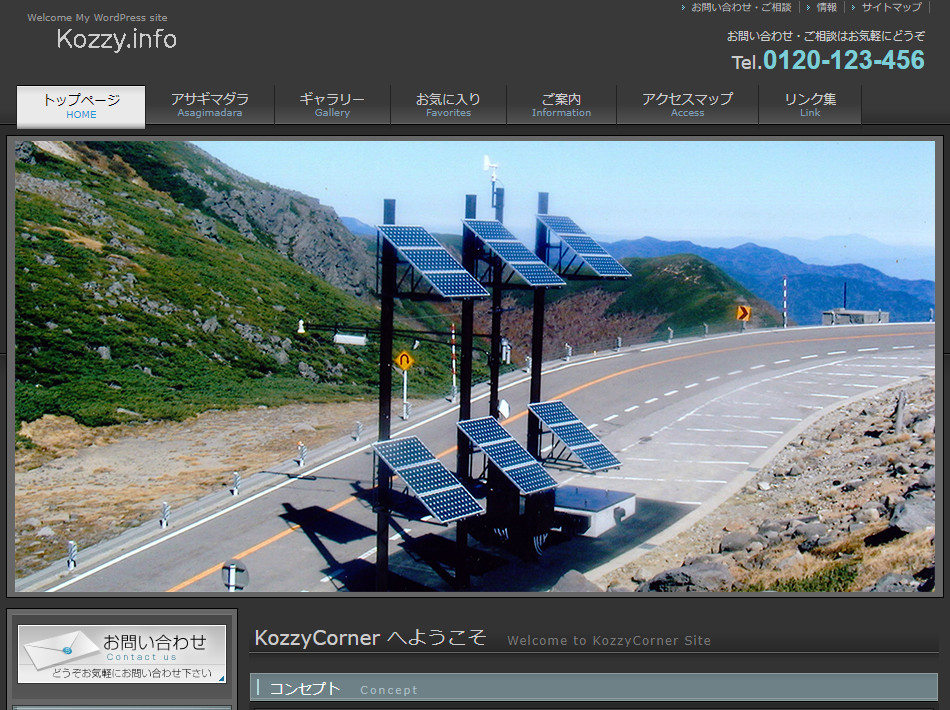 Welcome My WordPress site
Kozzy.info
お問い合わせ・ご相談 情報 サイトマップ
お問い合わせ・ご相談はお気軽にどうぞ
Tel.0120-123-456
トップページ アサギマダラ ギャラリー お気に入り ご案内 アクセスマップ リンク集
HOME Asagimadara Gallery Favorites Information Access Link
お問い合わせ
Contact us
どうぞお気軽にお問い合わせ下さい
KozzyCorner へようこそ Welcome to KozzyCorner Site
コンセプト Concept